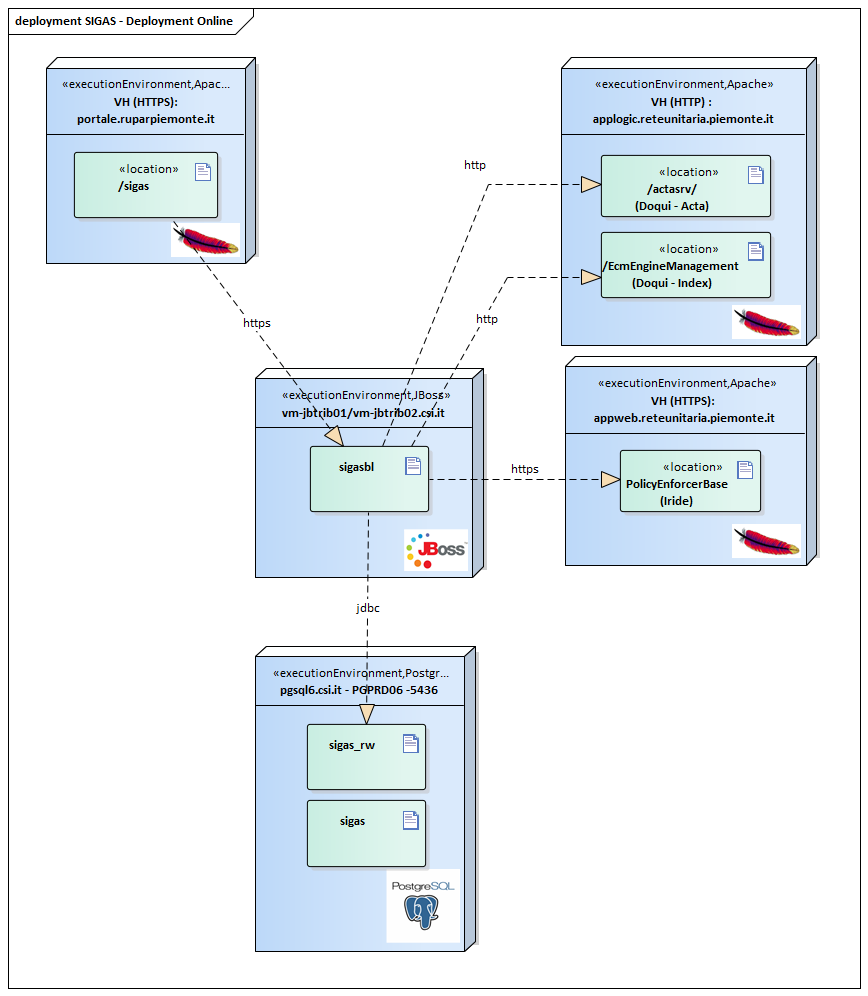 deployment SIGAS - Deployment Online
«executionEnvironment,Apac...
VH (HTTPS):
portale.ruparpiemonte.it
«location»
/sigas
https
«executionEnvironment,Apache»
VH (HTTP) :
applogic.reteunitaria.piemonte.it
«location»
/actasrv/
(Doqui - Acta)
«location»
/EcmEngineManagement
(Doqui - Index)
http
http
«executionEnvironment,JBoss»
vm-jbtrib01/vm-jbtrib02.csi.it
sigasbl
JBoss
https
«executionEnvironment,Apache»
VH (HTTPS):
appweb.reteunitaria.piemonte.it
«location»
PolicyEnforcerBase
(Iride)
jdbc
«executionEnvironment,Postgr...
pgsql6.csi.it - PGPRD06 -5436
sigas_rw
sigas
PostgreSQL